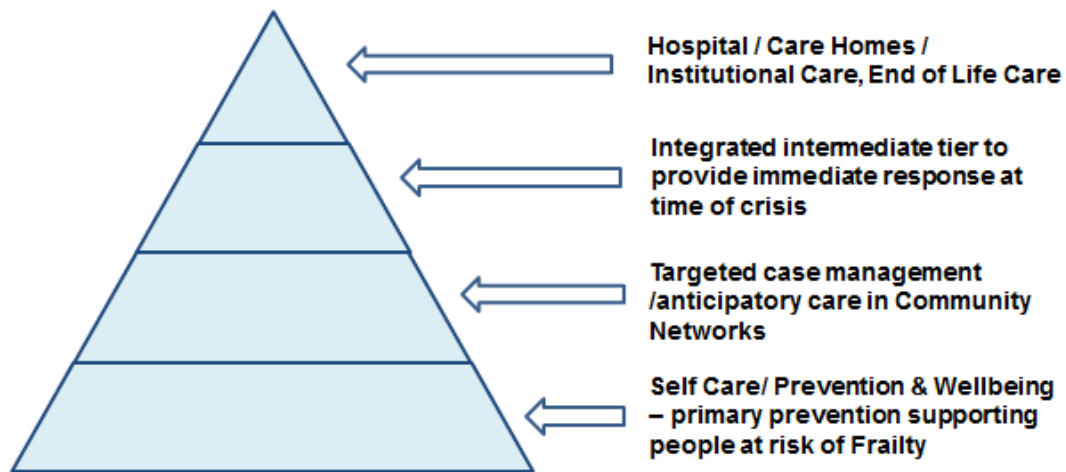 Hospital / Care Homes /
Institutional Care, End of Life Care
Integrated intermediate tier to
provide immediate response at
time of crisis
Targeted case management
/anticipatory care in Community
Networks
Self Care/ Prevention & Wellbeing
– primary prevention supporting
people at risk of Frailty